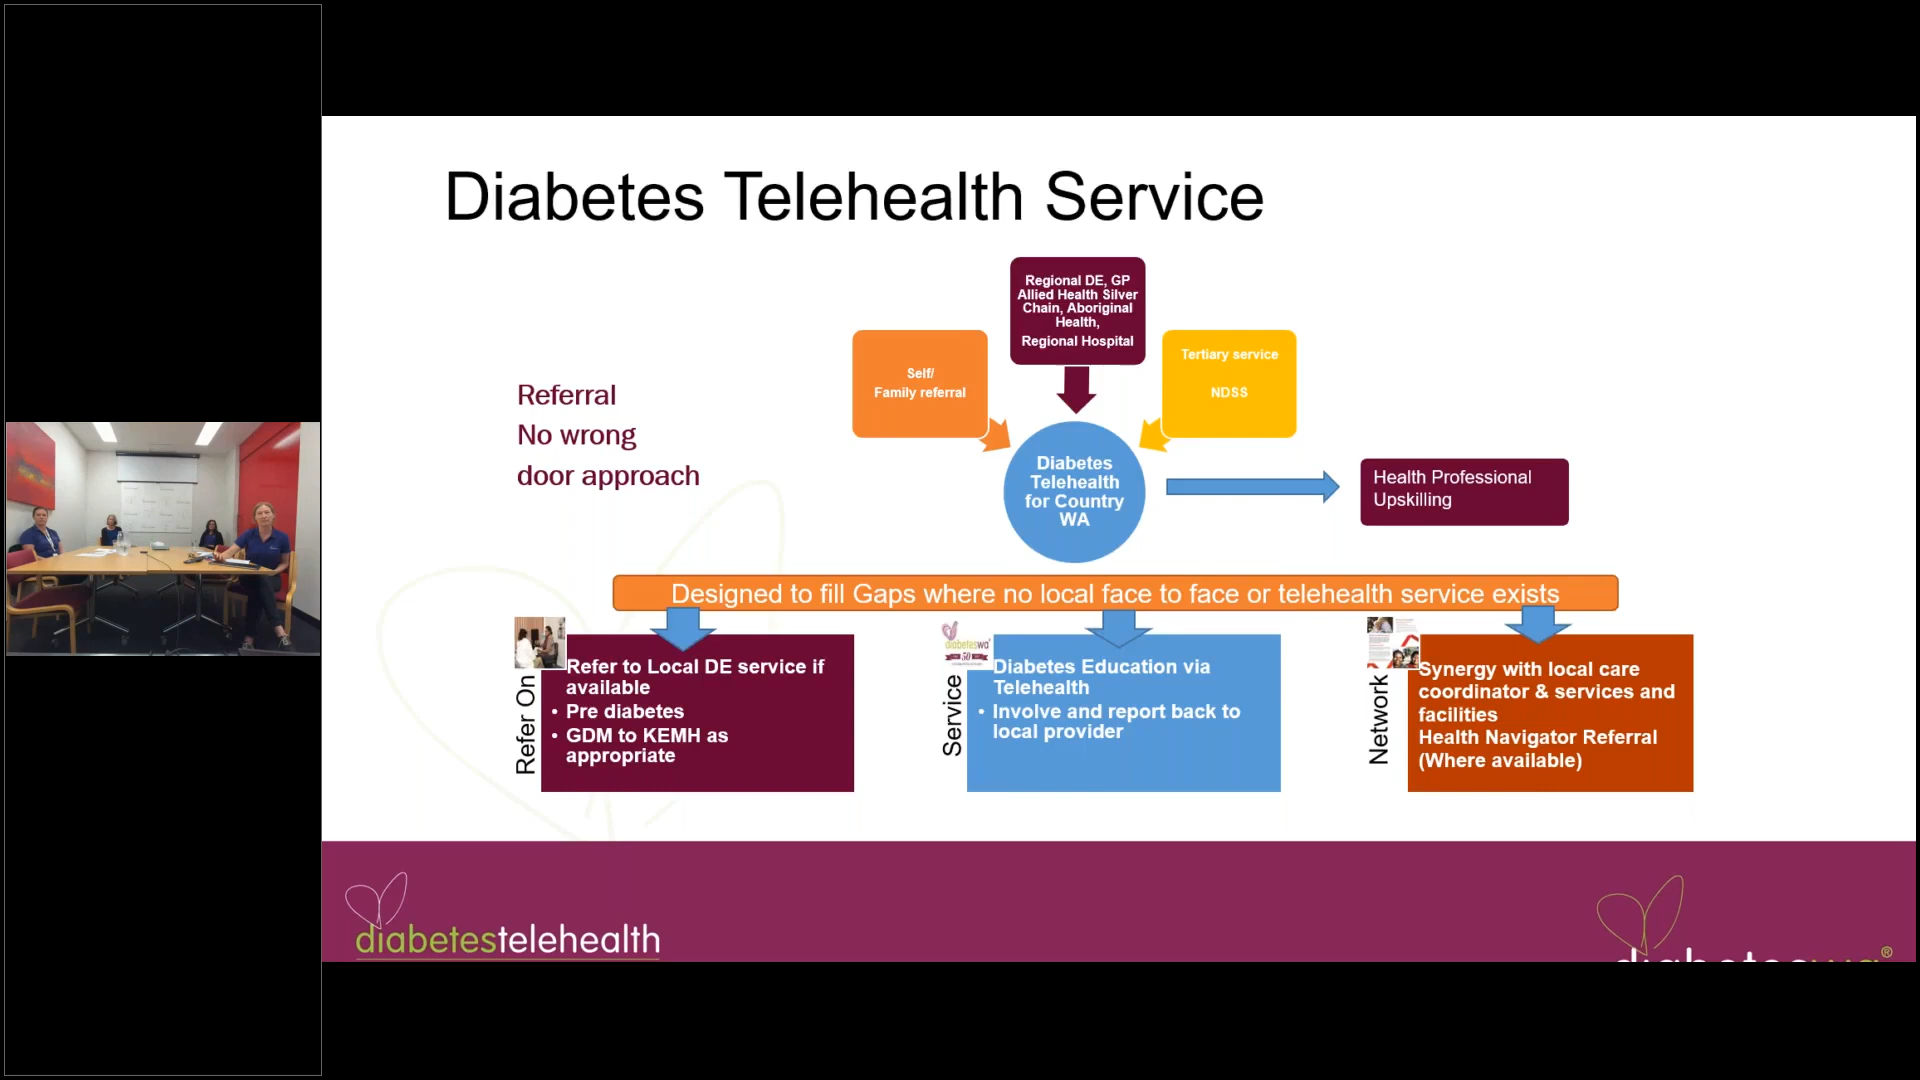 Diabetes Telehealth Service
Regional DE, GP
Allied Health Silver
Chain, Aboriginal
Health,
Regional Hospital
Self/
Family referral
Tertiary service
NDSS
Referral
No wrong
door approach
Diabetes
Telehealth
for Country
WA
Health Professional
Upskilling
Designed to fill Gaps where no local face to face or telehealth service exists
Refer On
Refer to Local DE service if
available
• Pre diabetes
• GDM to KEMH as
appropriate
Service
diabeteswa
Diabetes Education via
Telehealth
• Involve and report back to
local provider
Network
Synergy with local care
coordinator & services and
facilities
Health Navigator Referral
(Where available)
diabetestelehealth
diabeteswa®